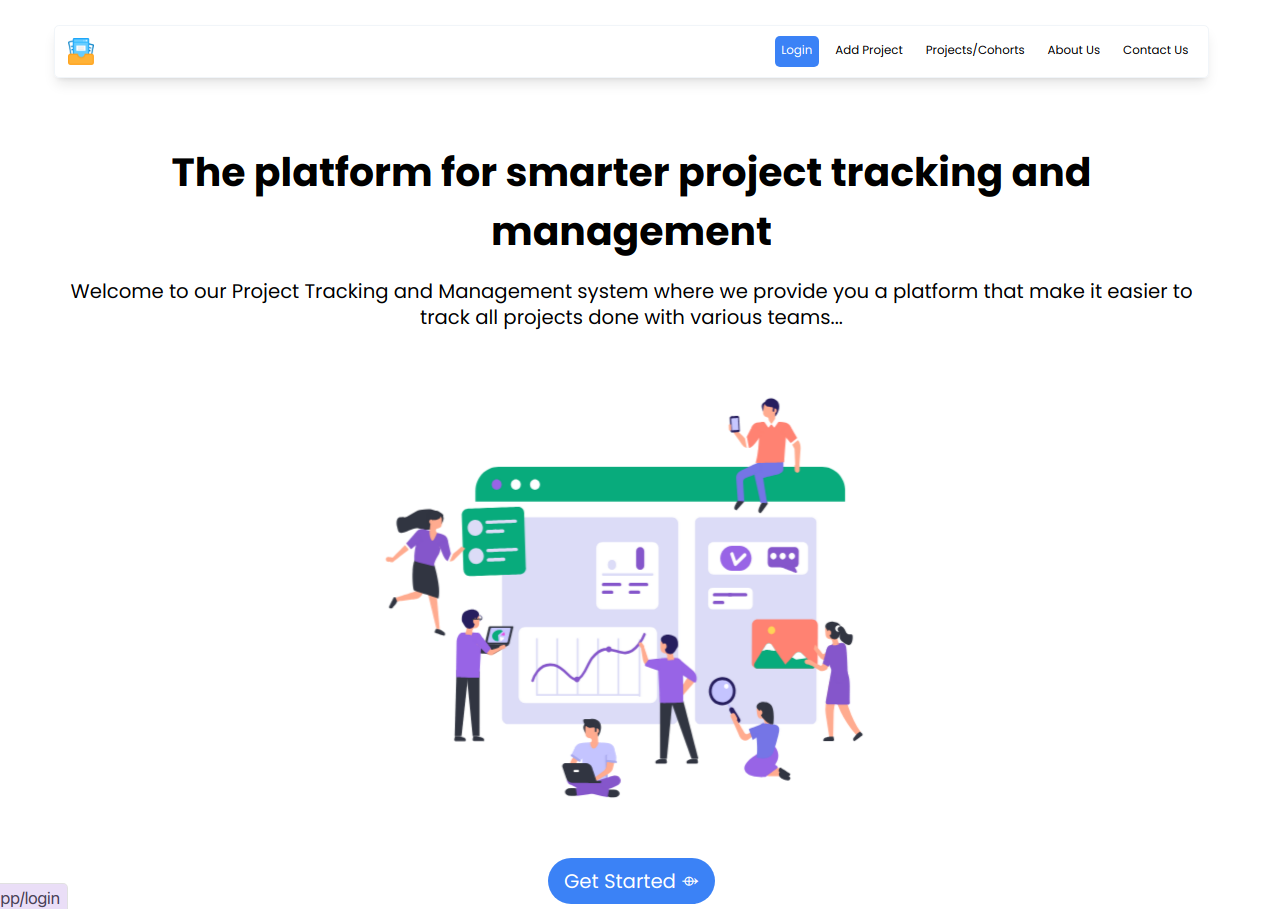 Login Add Project Projects/Cohorts About Us Contact Us
The platform for smarter project tracking and
management
Welcome to our Project Tracking and Management system where we provide you a platform that make it easier to
track all projects done with various teams...
Get Started
pp/login